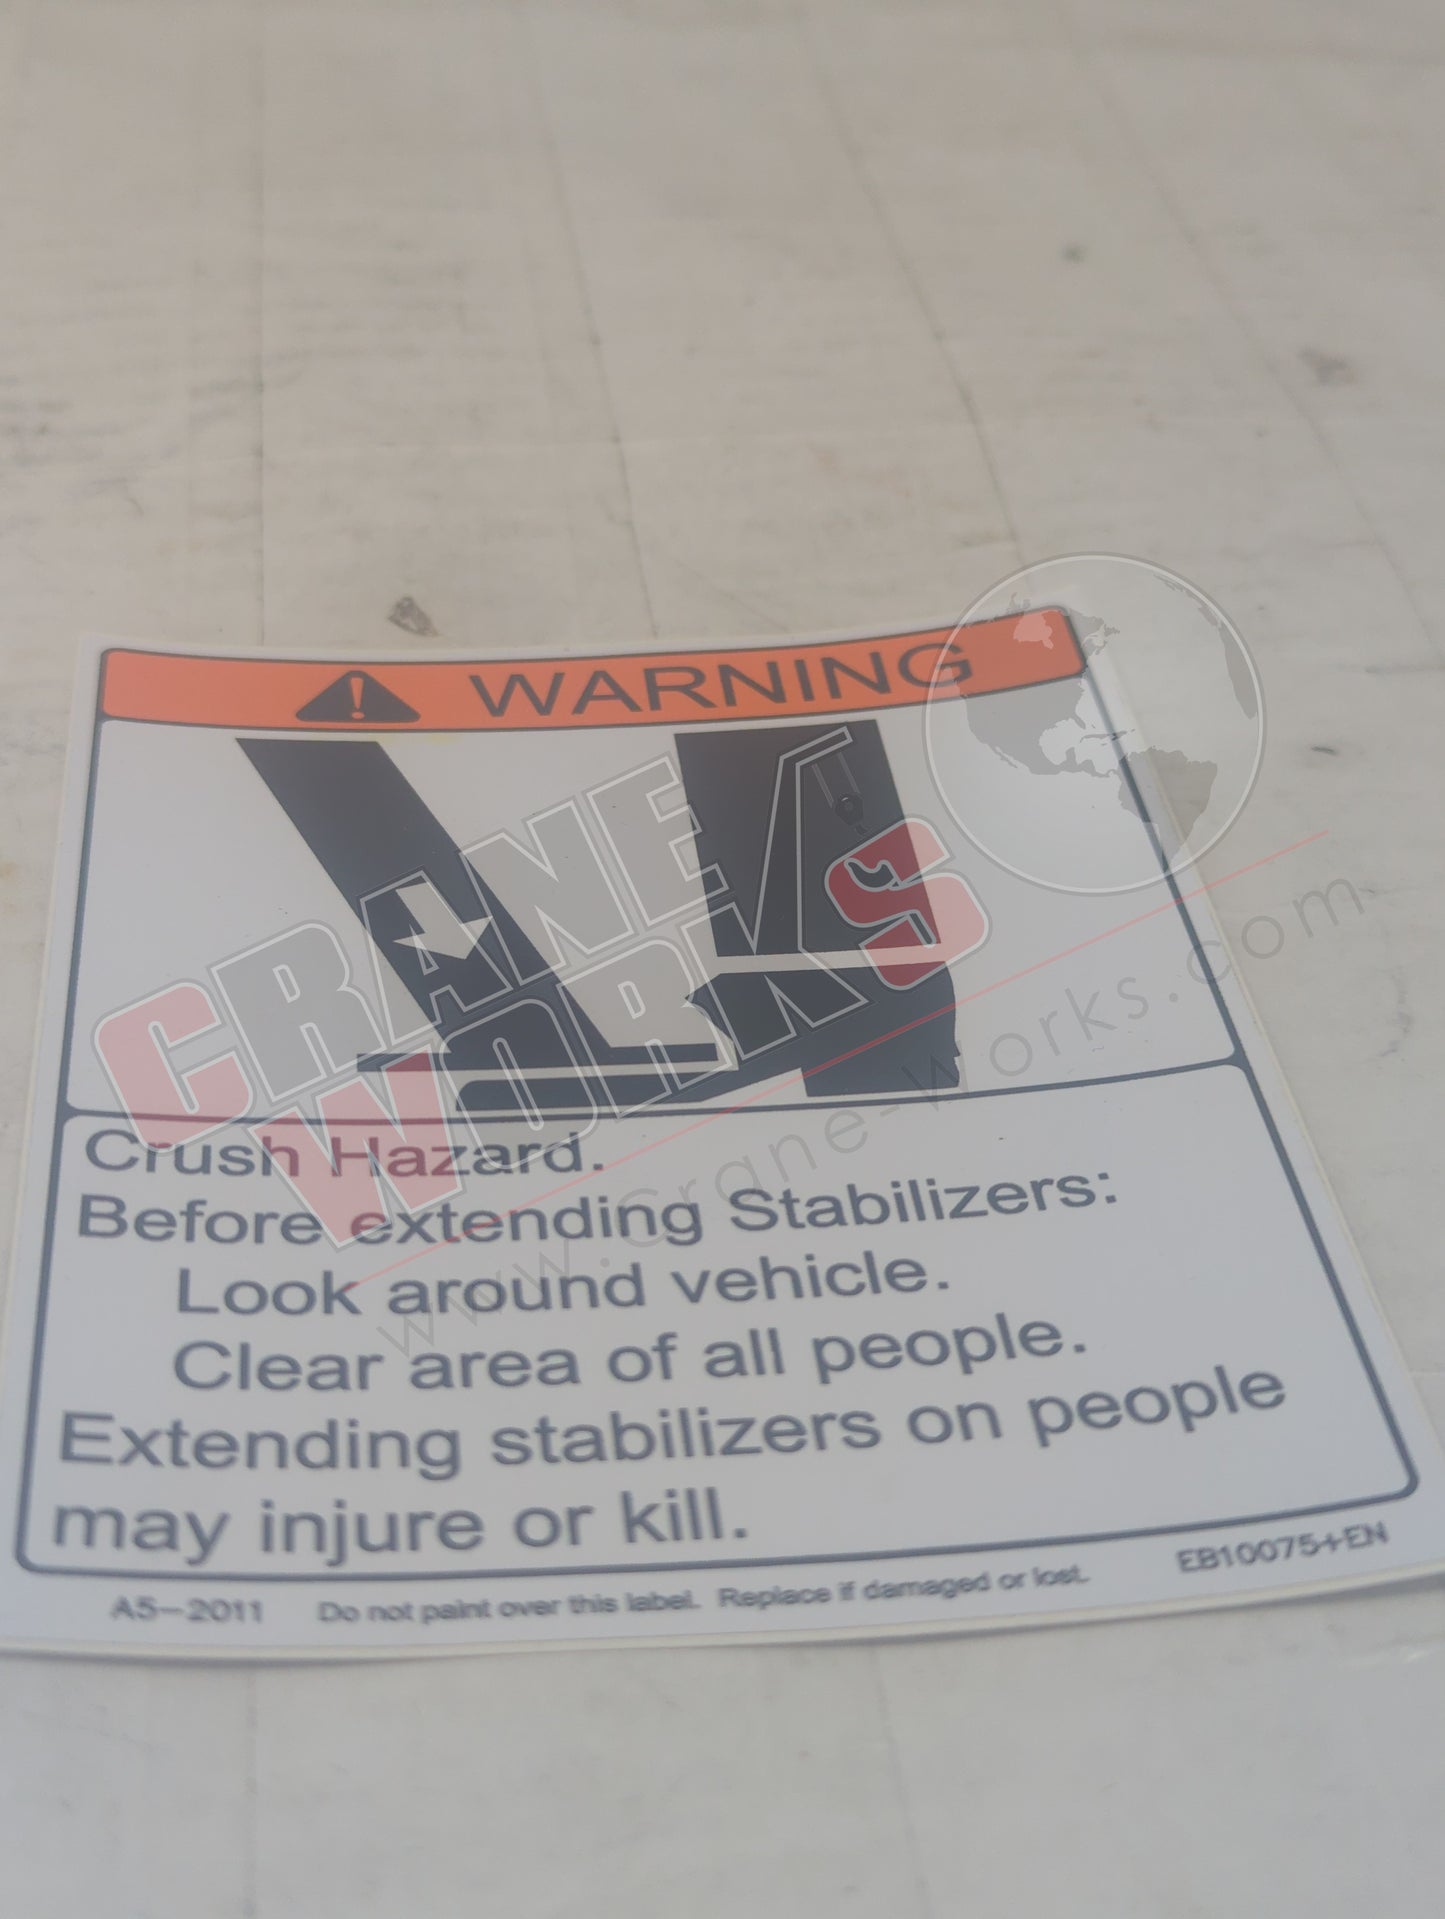 WARNING
CRANE
WORKS
www.crane-works.com
Crush Hazard.
Before extending Stabilizers:
Look around vehicle.
Clear area of all people.
Extending stabilizers on people
may injure or kill.
A5-2011 Do not paint over this label. Replace if damaged or lost.